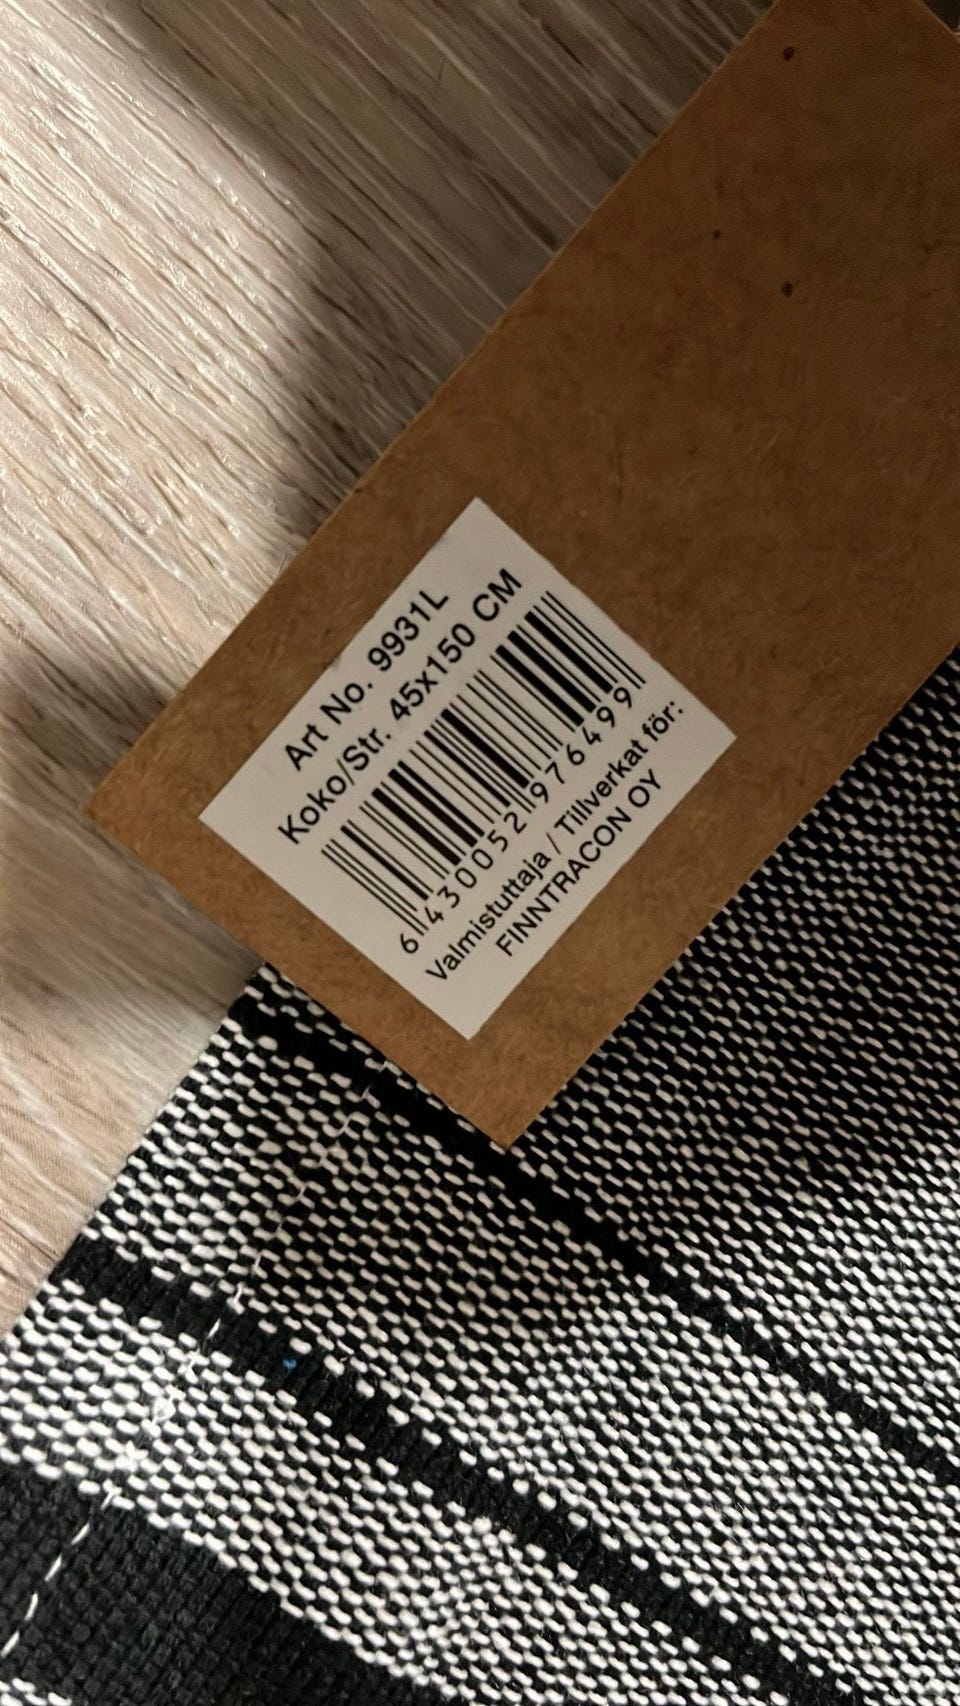 Art No. 9931L
Koko/Str. 45x150 CM
6 430052 976499
Valmistuttaja / Tillverkat för:
FINNTRACON OY